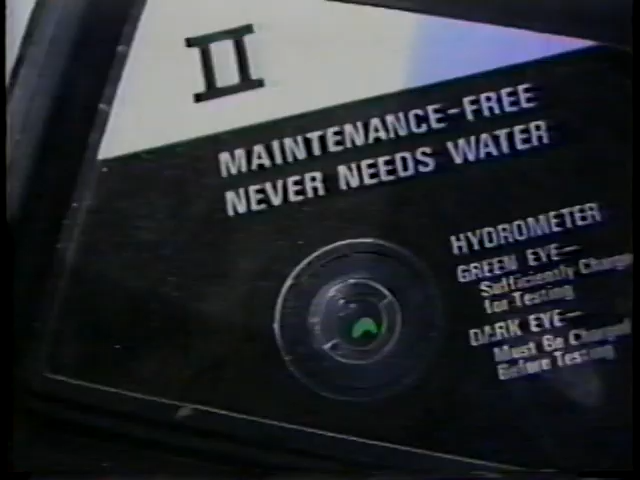 II
MAINTENANCE-FREE
NEVER NEEDS WATER
HYDROMETER
GREEN EYE—
Sufficiently Charge
for Testing
DARK EYE—
Must Be Charged
Before Testing